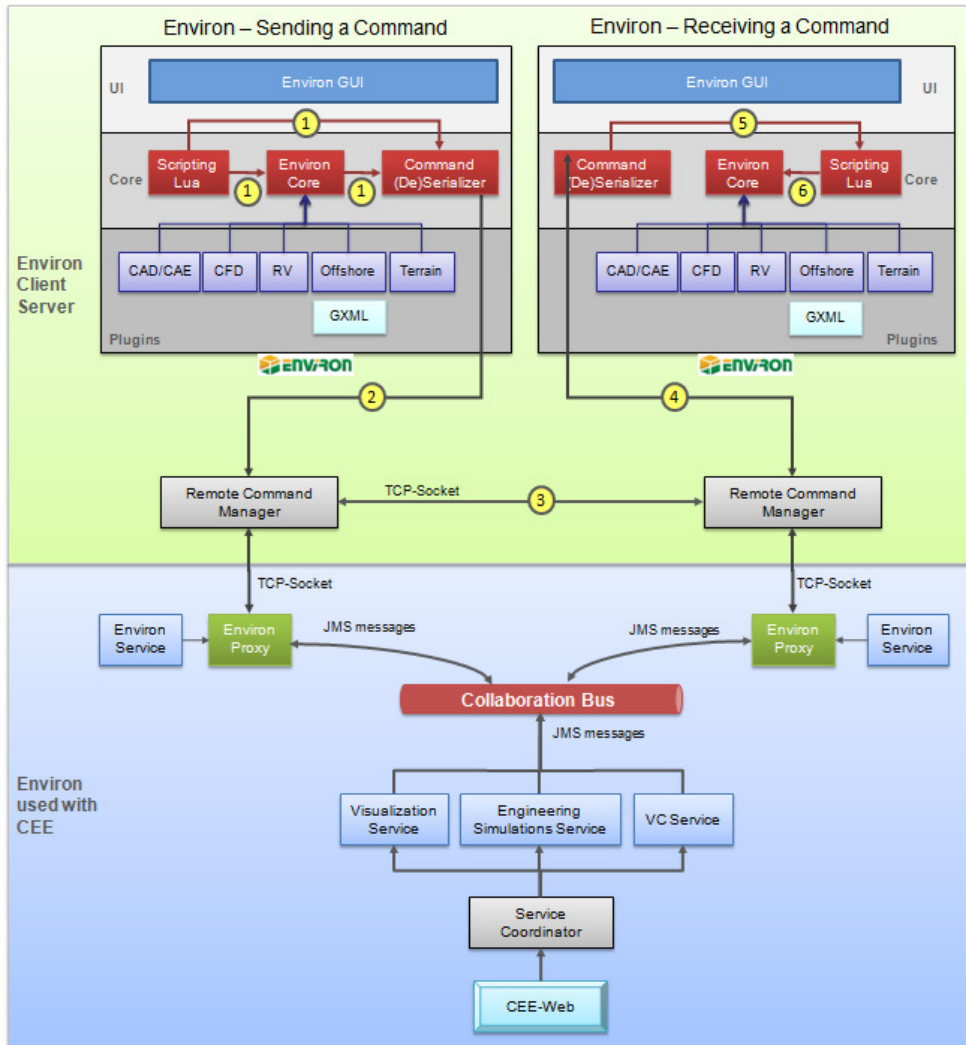 Environ – Sending a Command
Environ – Receiving a Command
UI
Environ GUI
1
Core
Scripting
Lua
1
Environ
Core
1
Command
(De)Serializer
CAD/CAE
CFD
RV
Offshore
Terrain
GXML
Plugins
ENVIRON
Environ GUI
UI
5
Command
(De)Serializer
Environ
Core
6
Scripting
Lua
Core
CAD/CAE
CFD
RV
Offshore
Terrain
GXML
Plugins
ENVIRON
Environ
Client
Server
2
4
Remote Command
Manager
TCP-Socket
3
Remote Command
Manager
TCP-Socket
TCP-Socket
Environ
Service
Environ
Proxy
JMS messages
JMS messages
Environ
Proxy
Environ
Service
Collaboration Bus
JMS messages
Environ
used with
CEE
Visualization
Service
Engineering
Simulations Service
VC Service
Service
Coordinator
CEE-Web